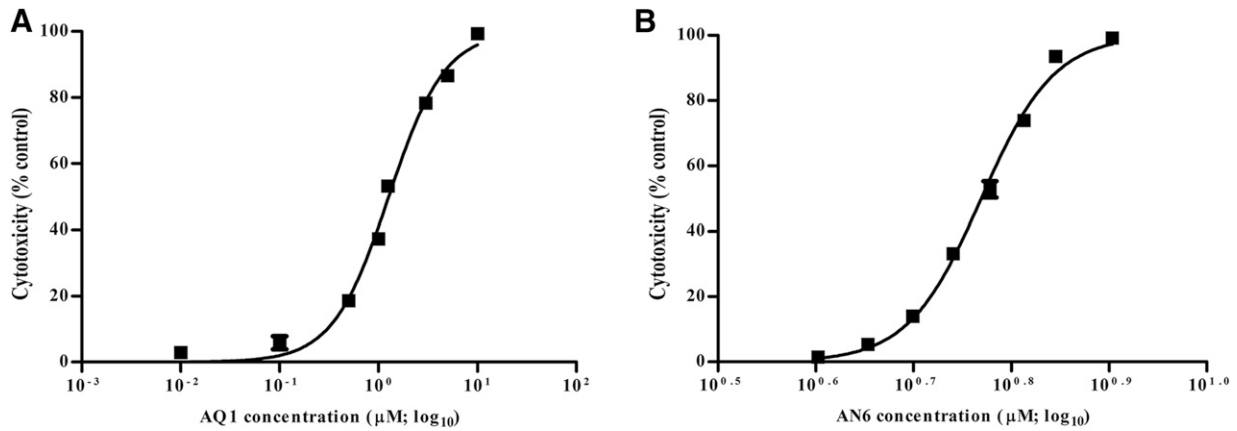 A
B
100
80
60
40
20
0
Cytotoxicity (% control)
10⁻³ 10⁻² 10⁻¹ 10⁰ 10¹ 10²
AQ1 concentration (µM; log₁₀)
100
80
60
40
20
0
Cytotoxicity (% control)
10⁰·⁵ 10⁰·⁶ 10⁰·⁷ 10⁰·⁸ 10⁰·⁹ 10¹·⁰
AN6 concentration (µM; log₁₀)